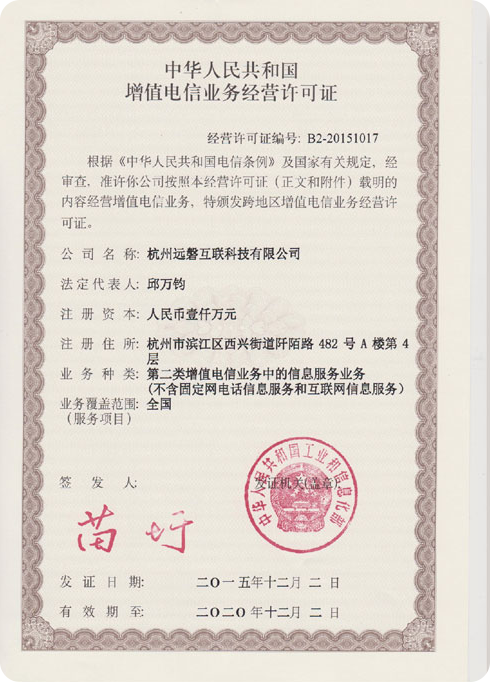 中华人民共和国
增值电信业务经营许可证
经营许可证编号: B2-20151017
根据《中华人民共和国电信条例》及国家有关规定, 经
审查, 准许你公司按照本经营许可证（正文和附件）载明的
内容经营增值电信业务, 特颁发跨地区增值电信业务经营许
可证。
公司名称: 杭州远磐互联科技有限公司
法定代表人: 邱万钧
注册资本: 人民币壹仟万元
注册住所: 杭州市滨江区西兴街道阡陌路 482 号 A 楼第 4
层
业务种类: 第二类增值电信业务中的信息服务业务
(不含固定网电话信息服务和互联网信息服务)
业务覆盖范围: 全国
（服务项目）
签发人: 发证机关(盖章):
中华人民共和国工业和信息化部
苗圩
发证日期: 二〇一五年十二月 二 日
有效期至: 二〇二〇年十二月 二 日